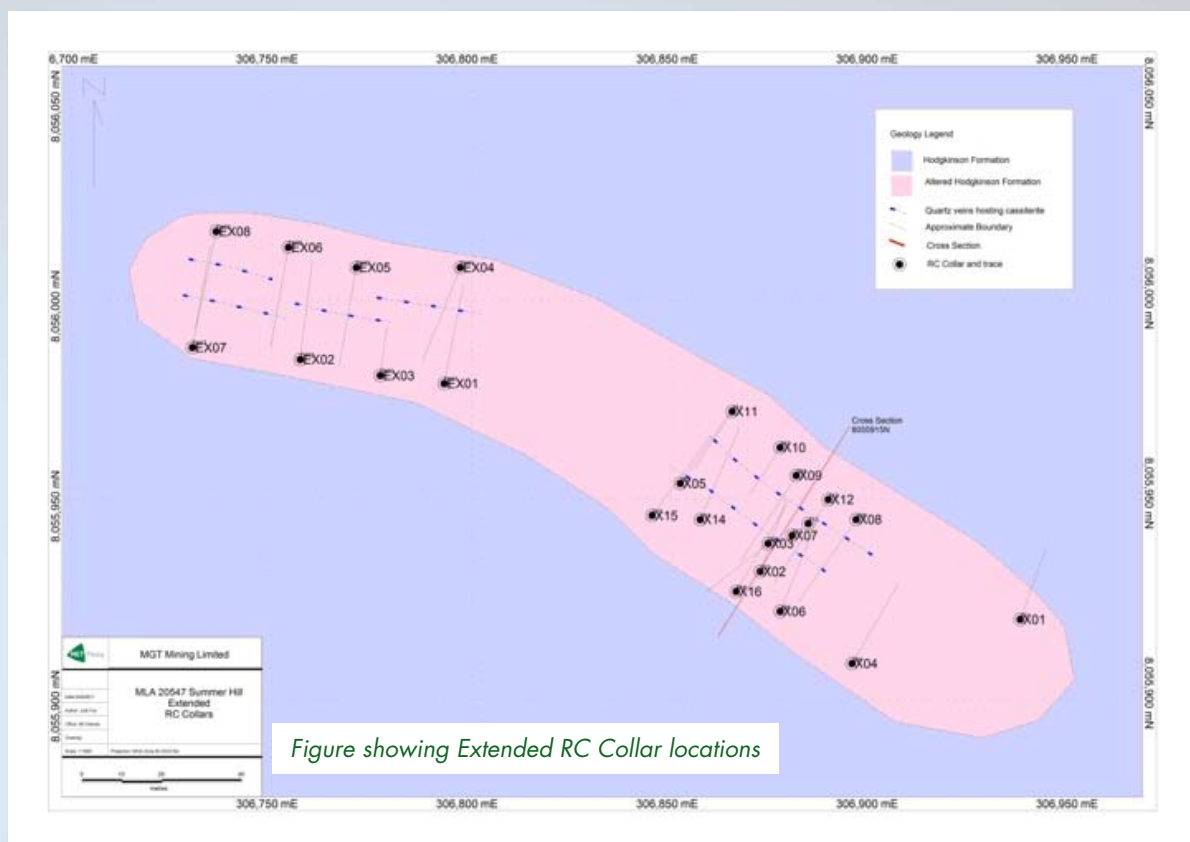 6,700 mE
306,750 mE
306,800 mE
306,850 mE
306,900 mE
306,950 mE
8,056,050 mN
8,056,050 mN
N
Geology Legend
Hodgkinson Formation
Altered Hodgkinson Formation
Quartz veins hosting cassiterite
Approximate Boundary
Cross Section
RC Collar and trace
EX08
EX06
EX05
EX04
8,056,000 mN
8,056,000 mN
EX07
EX02
EX03
EX01
X11
Cross Section
X10
X09
X05
X12
8,055,950 mN
8,055,950 mN
X15
X14
X08
X07
X03
X02
X16
X06
X01
X04
MGT Mining
MGT Mining Limited
MLA 20547 Summer Hill
Extended
RC Collars
8,055,900 mN
8,055,900 mN
Figure showing Extended RC Collar locations
306,750 mE
306,800 mE
306,850 mE
306,900 mE
306,950 mE